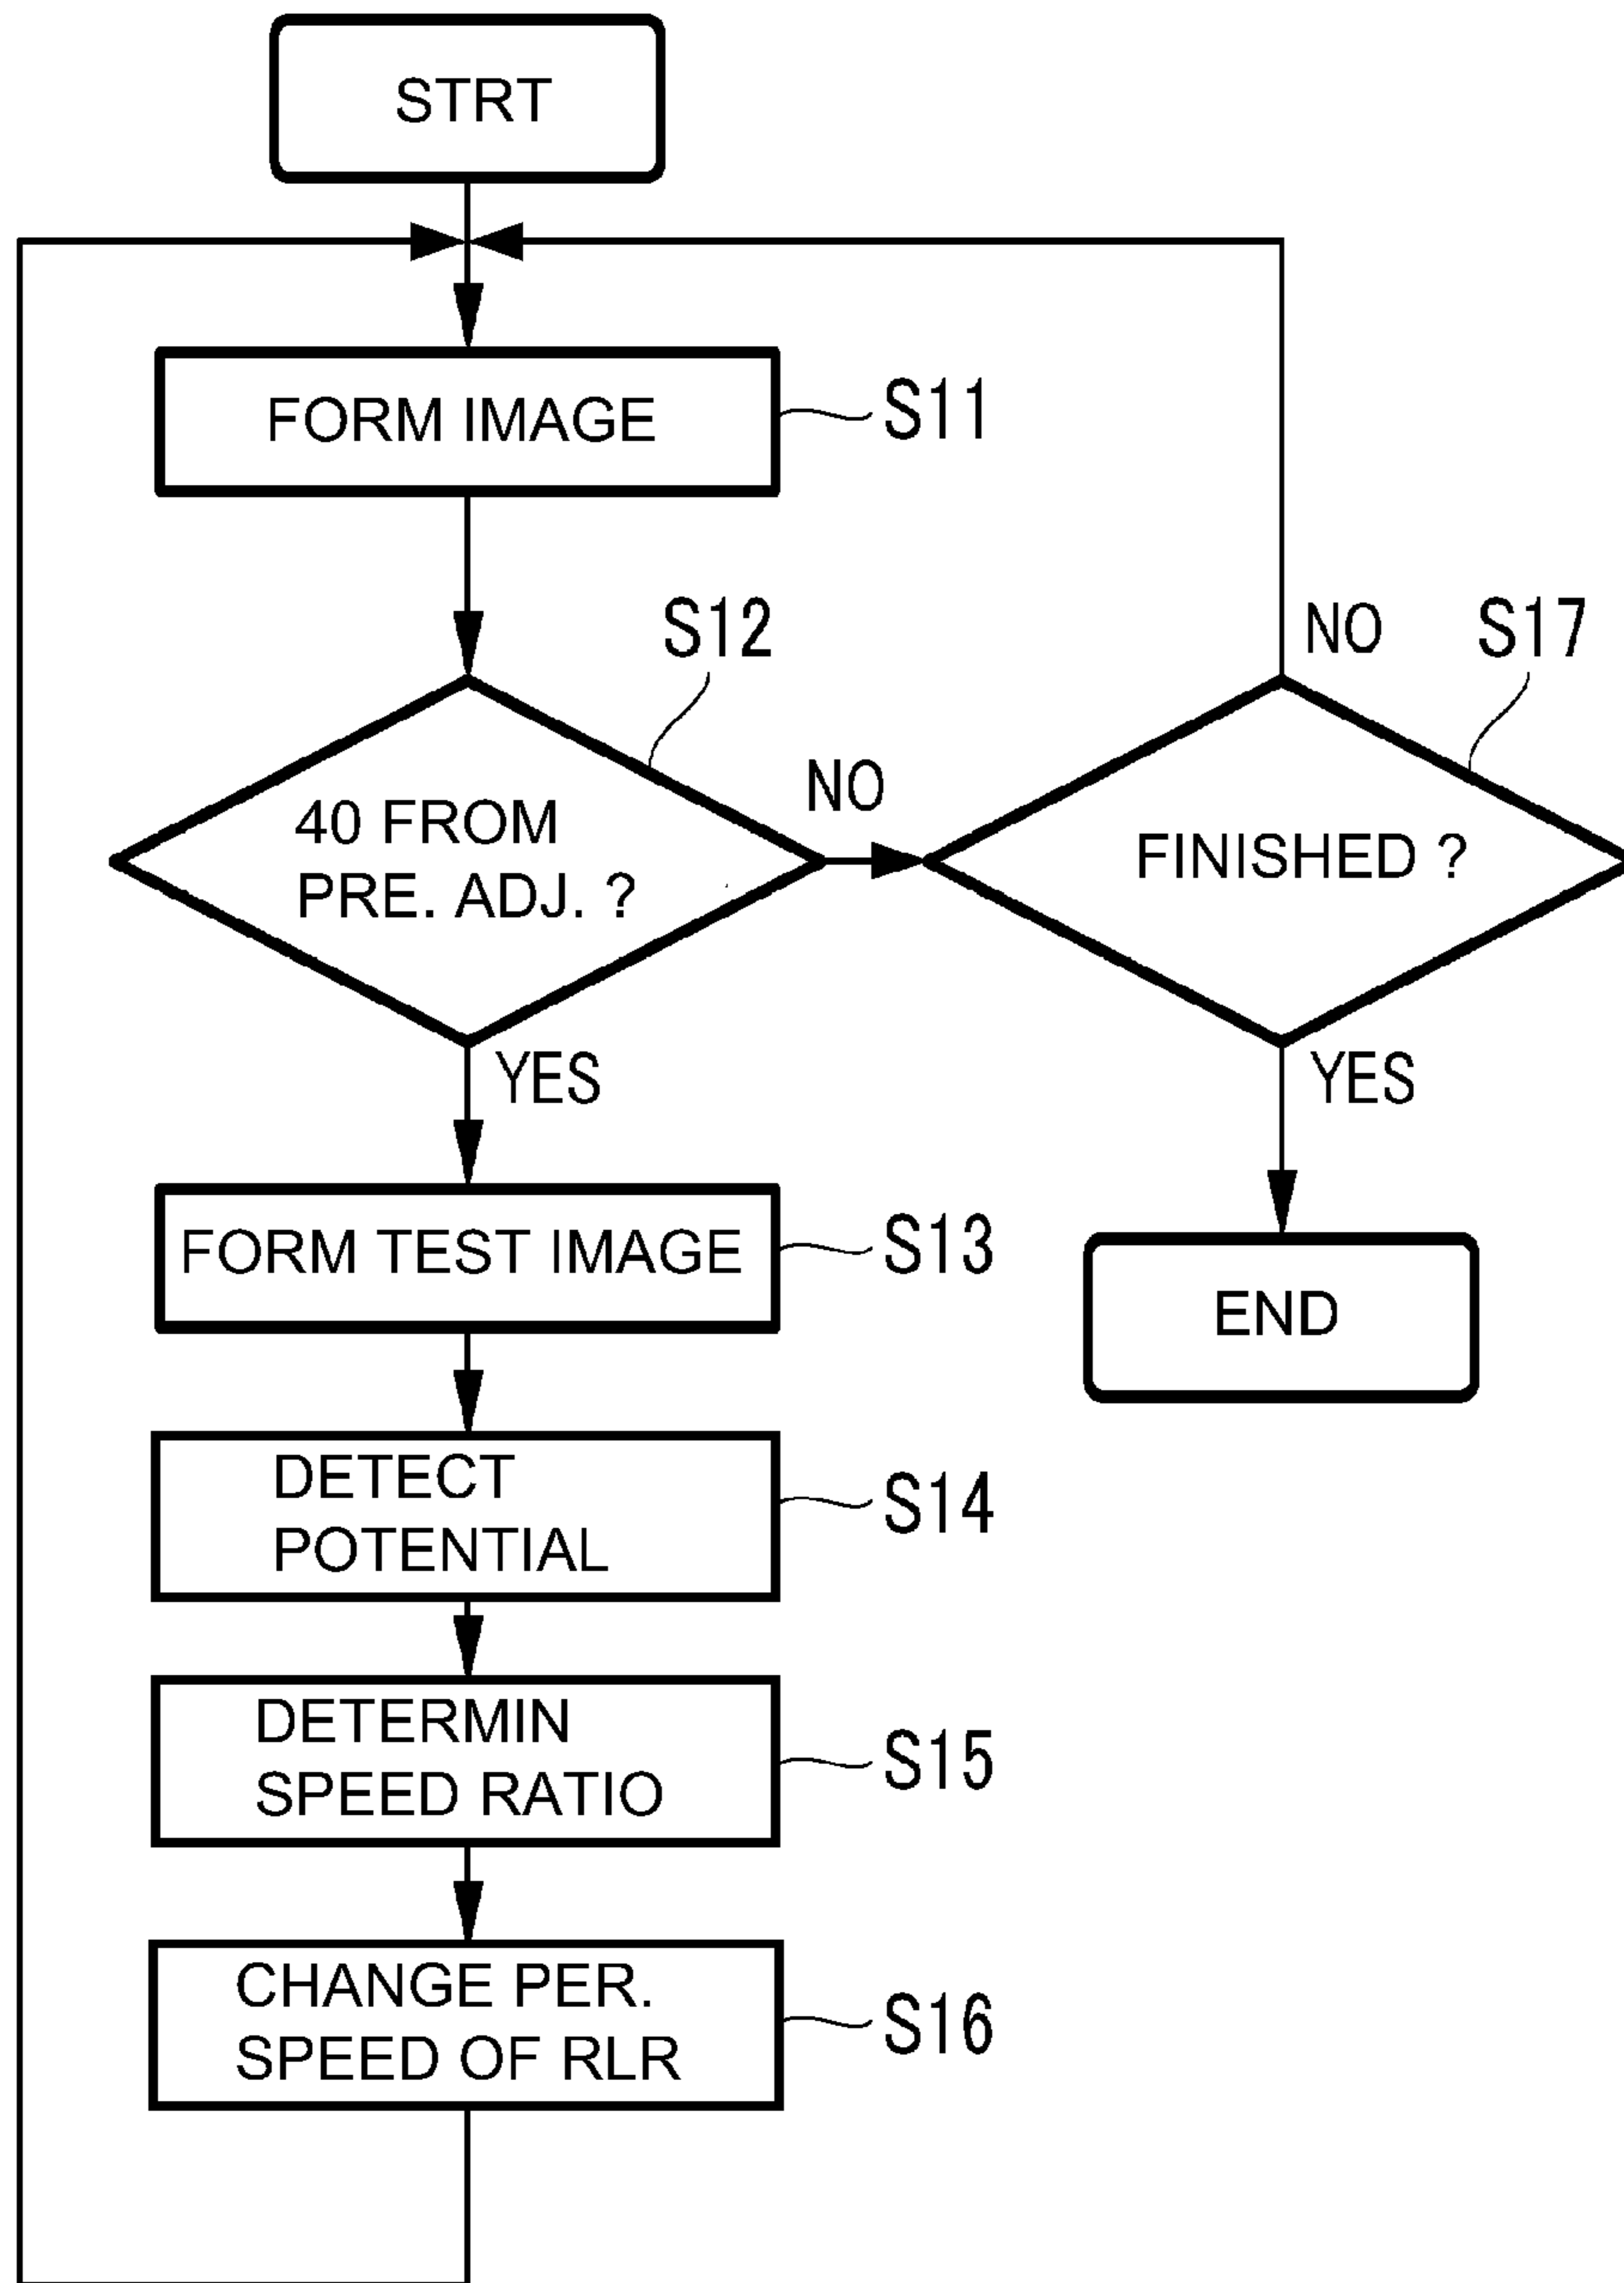 STRT
FORM IMAGE
S11
S12
40 FROM
PRE. ADJ. ?
NO
YES
S17
NO
FINISHED ?
YES
FORM TEST IMAGE
S13
END
DETECT
POTENTIAL
S14
DETERMIN
SPEED RATIO
S15
CHANGE PER.
SPEED OF RLR
S16